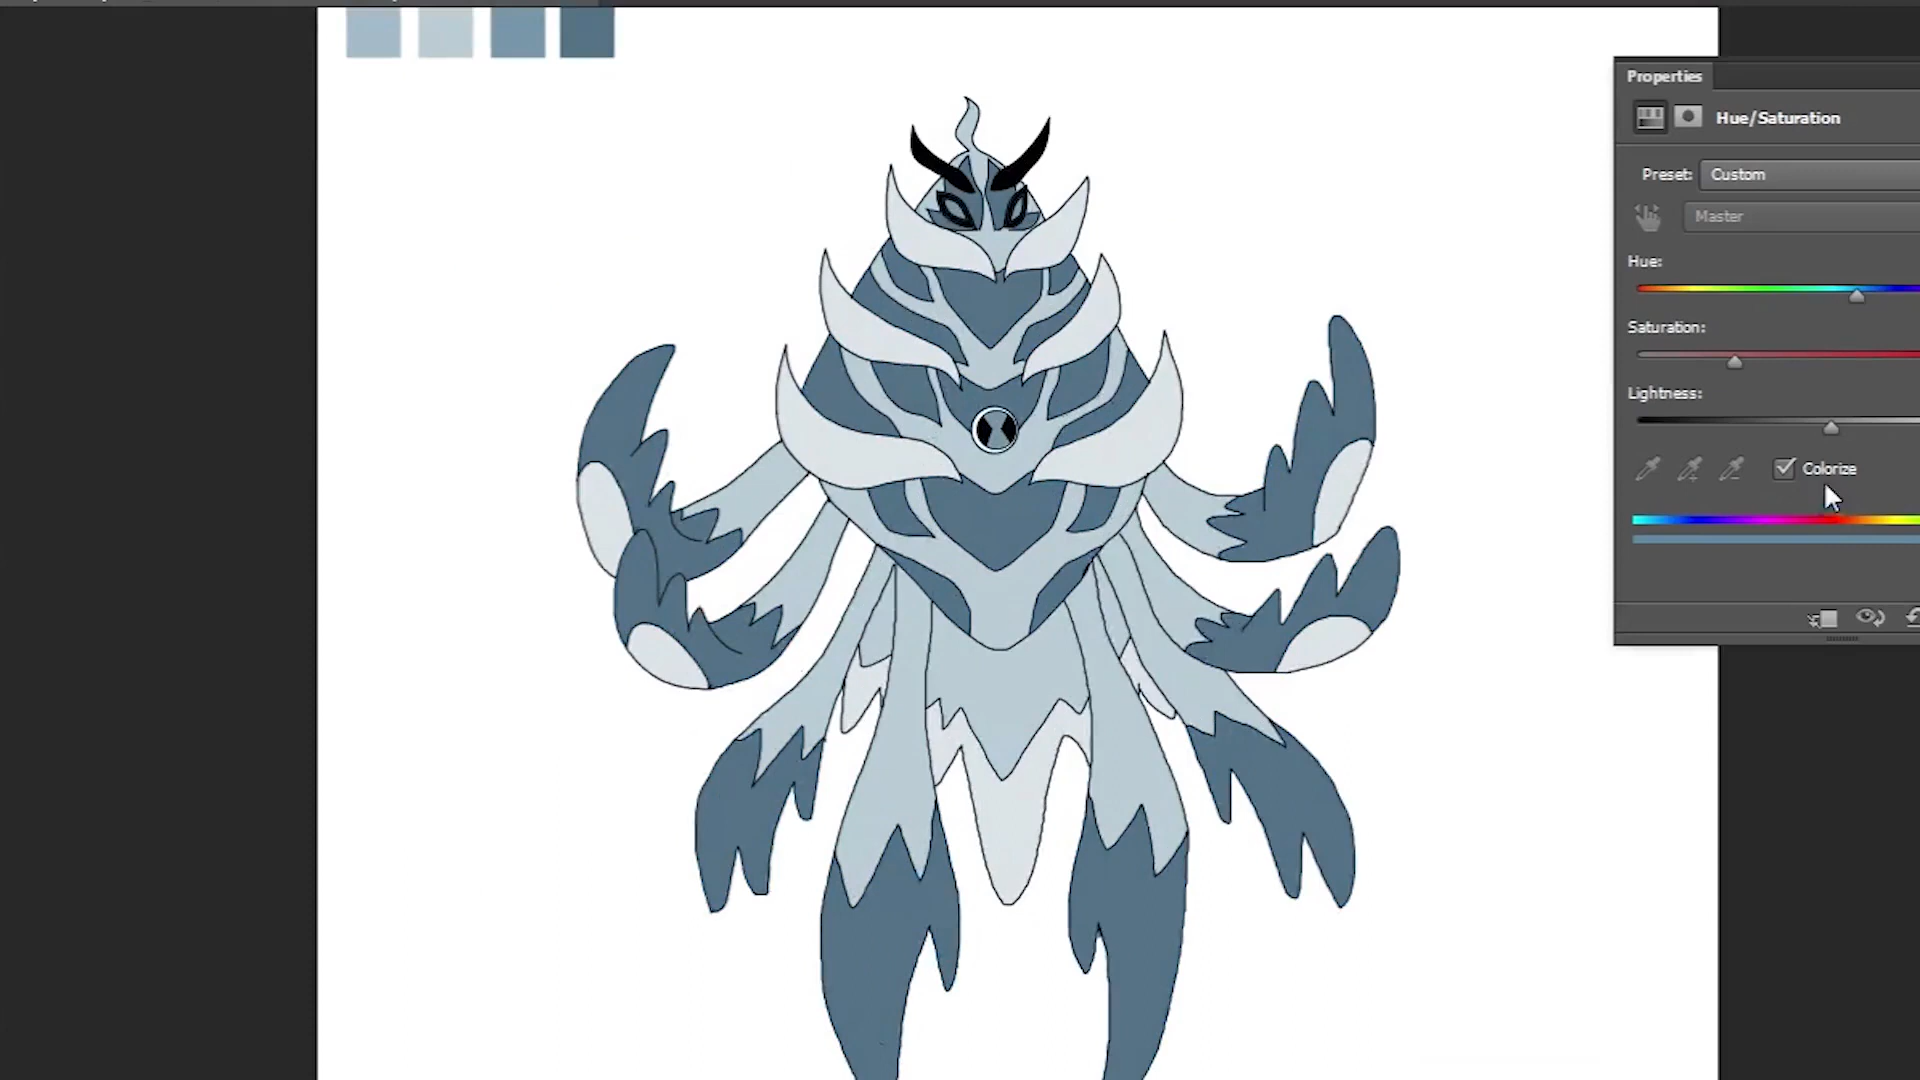 Properties
Hue/Saturation
Preset: Custom
Master
Hue:
Saturation:
Lightness:
Colorize